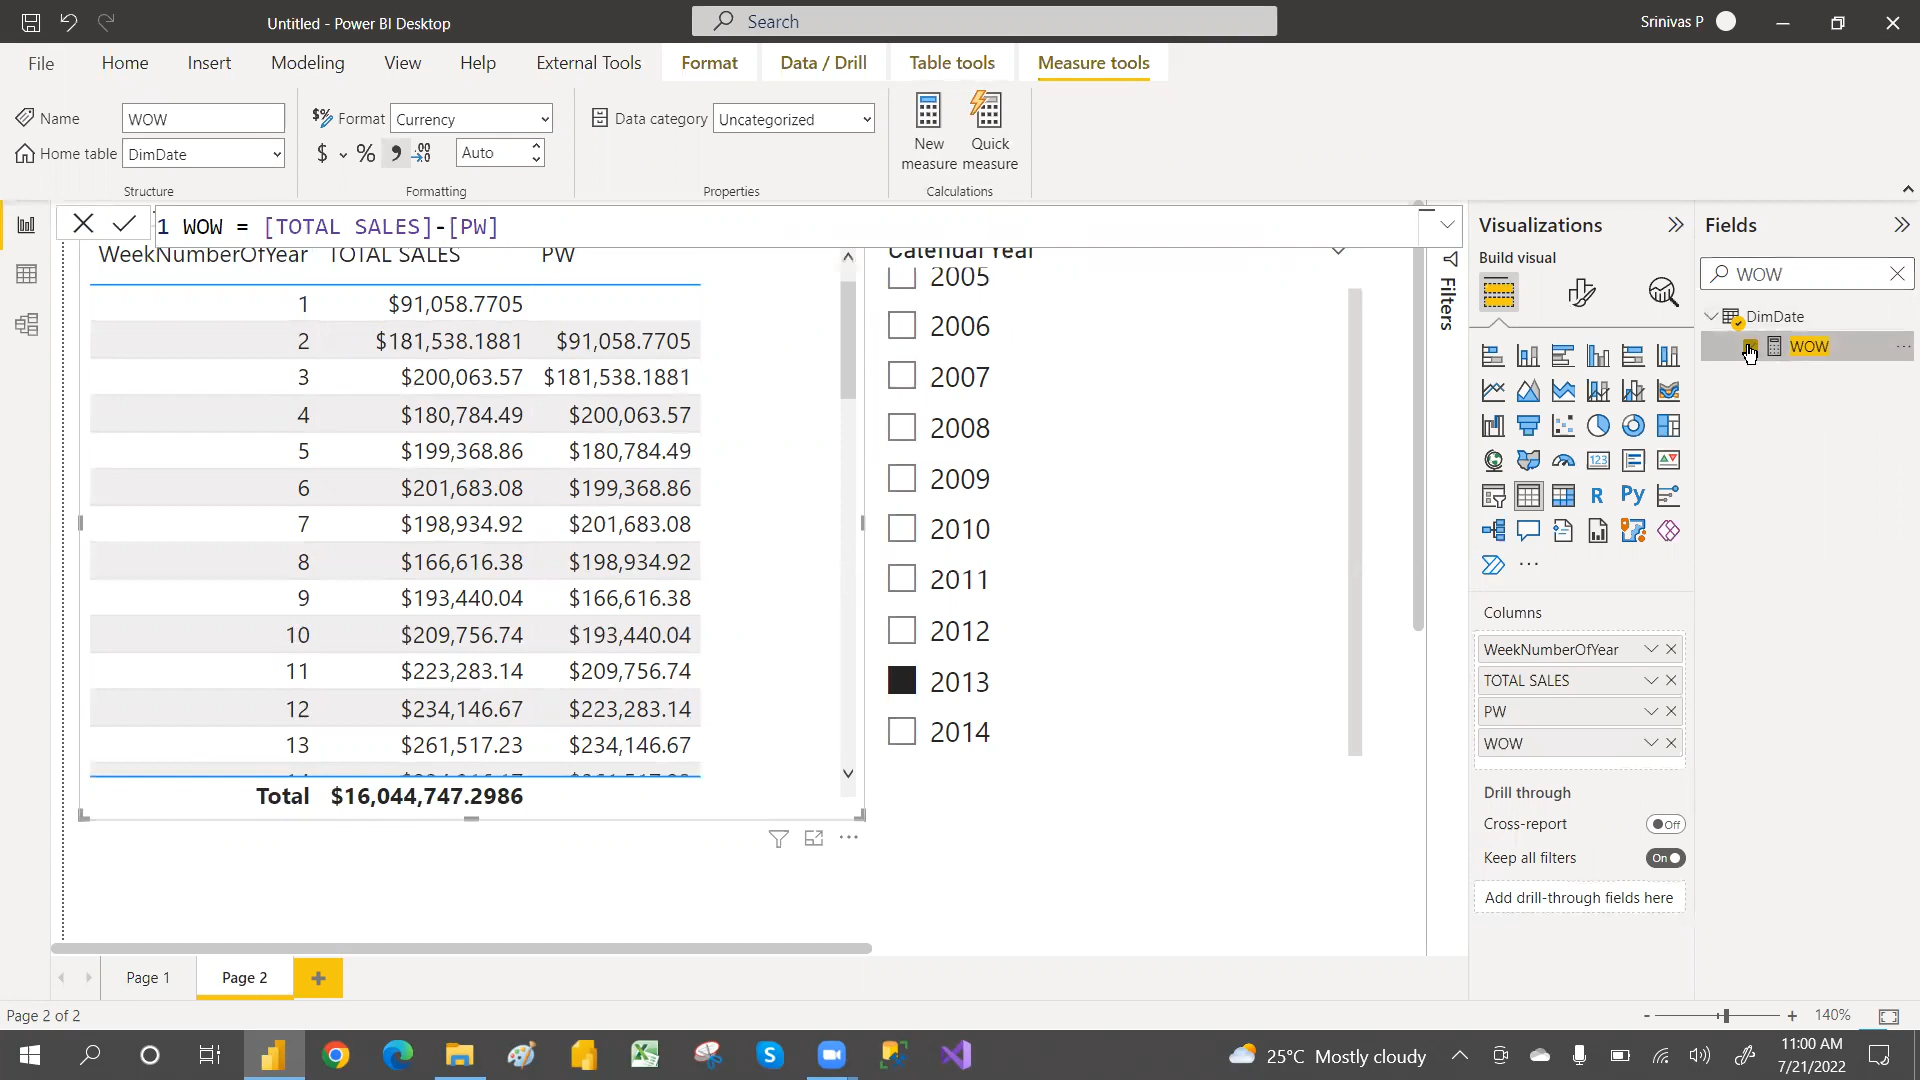 Untitled - Power BI Desktop
Search
Srinivas P
File Home Insert Modeling View Help External Tools Format Data / Drill Table tools Measure tools
Name WOW
Format Currency
Data category Uncategorized
Home table DimDate
$ % 9 .00 Auto
New measure
Quick measure
Structure Formatting Properties Calculations
1 WOW = [TOTAL SALES]-[PW]
WeekNumberOfYear TOTAL SALES PW
1 $91,058.7705
2 $181,538.1881 $91,058.7705
3 $200,063.57 $181,538.1881
4 $180,784.49 $200,063.57
5 $199,368.86 $180,784.49
6 $201,683.08 $199,368.86
7 $198,934.92 $201,683.08
8 $166,616.38 $198,934.92
9 $193,440.04 $166,616.38
10 $209,756.74 $193,440.04
11 $223,283.14 $209,756.74
12 $234,146.67 $223,283.14
13 $261,517.23 $234,146.67
Total $16,044,747.2986
Calendar Year
2005
2006
2007
2008
2009
2010
2011
2012
2013
2014
Filters
Visualizations
Build visual
123
R Py
Columns
WeekNumberOfYear
TOTAL SALES
PW
WOW
Drill through
Cross-report Off
Keep all filters On
Add drill-through fields here
Fields
WOW
DimDate
WOW
Page 1 Page 2
Page 2 of 2
140%
25°C Mostly cloudy
11:00 AM
7/21/2022